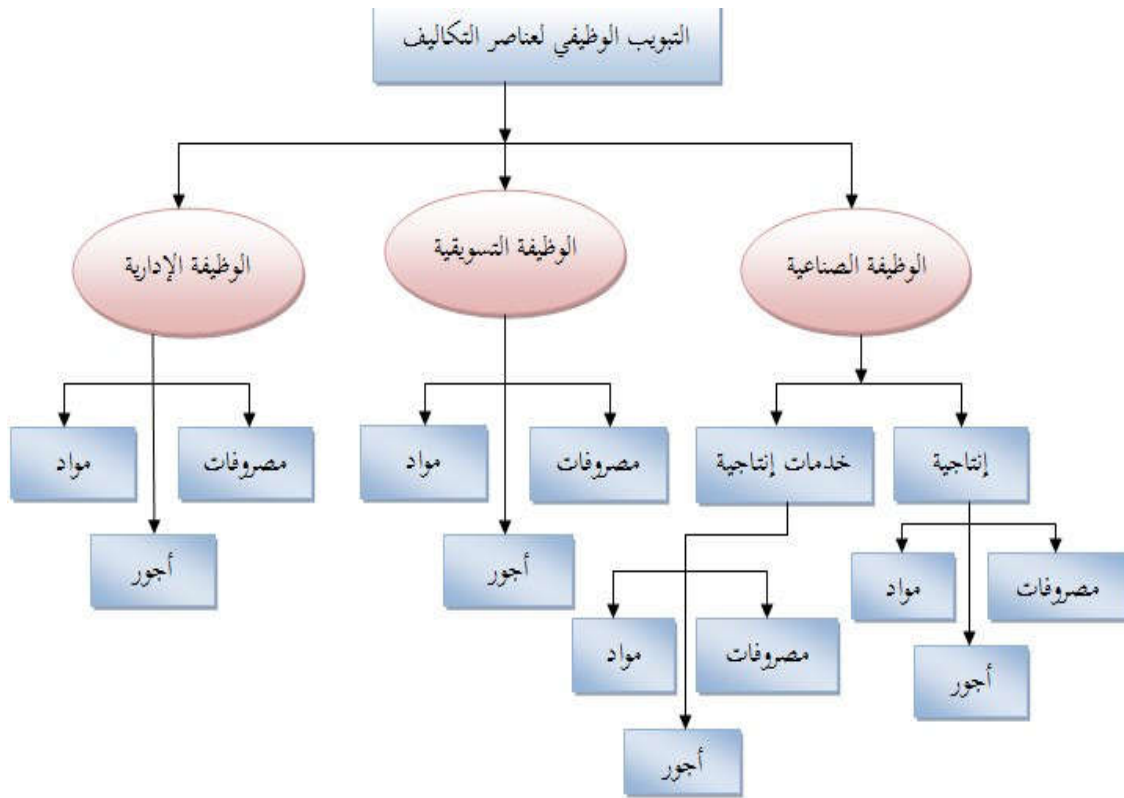 التبويب الوظيفي لعناصر التكاليف
الوظيفة الصناعية
الوظيفة التسويقية
الوظيفة الإدارية
إنتاجية
خدمات إنتاجية
مصروفات
مواد
مصروفات
مواد
مصروفات
مواد
أجور
أجور
مصروفات
مواد
أجور
أجور